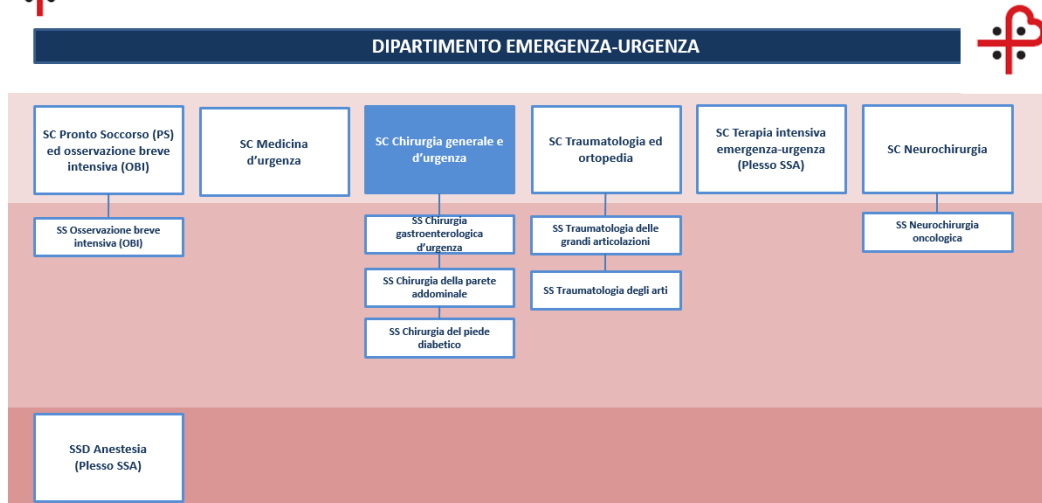 DIPARTIMENTO EMERGENZA-URGENZA
SC Pronto Soccorso (PS)
ed osservazione breve
intensiva (OBI)
SC Medicina
d'urgenza
SC Chirurgia generale e
d'urgenza
SC Traumatologia ed
ortopedia
SC Terapia intensiva
emergenza-urgenza
(Plesso SSA)
SC Neurochirurgia
SS Osservazione breve
intensiva (OBI)
SS Chirurgia
gastroenterologica
d'urgenza
SS Traumatologia delle
grandi articolazioni
SS Neurochirurgia
oncologica
SS Chirurgia della parete
addominale
SS Traumatologia degli arti
SS Chirurgia del piede
diabetico
SSD Anestesia
(Plesso SSA)